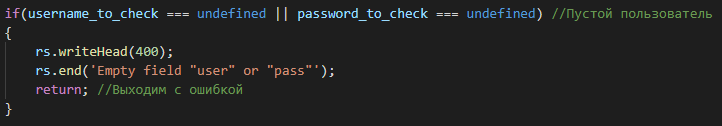 if(username_to_check === undefined || password_to_check === undefined) //Пустой пользователь
{
rs.writeHead(400);
rs.end('Empty field "user" or "pass"');
return; //Выходим с ошибкой
}